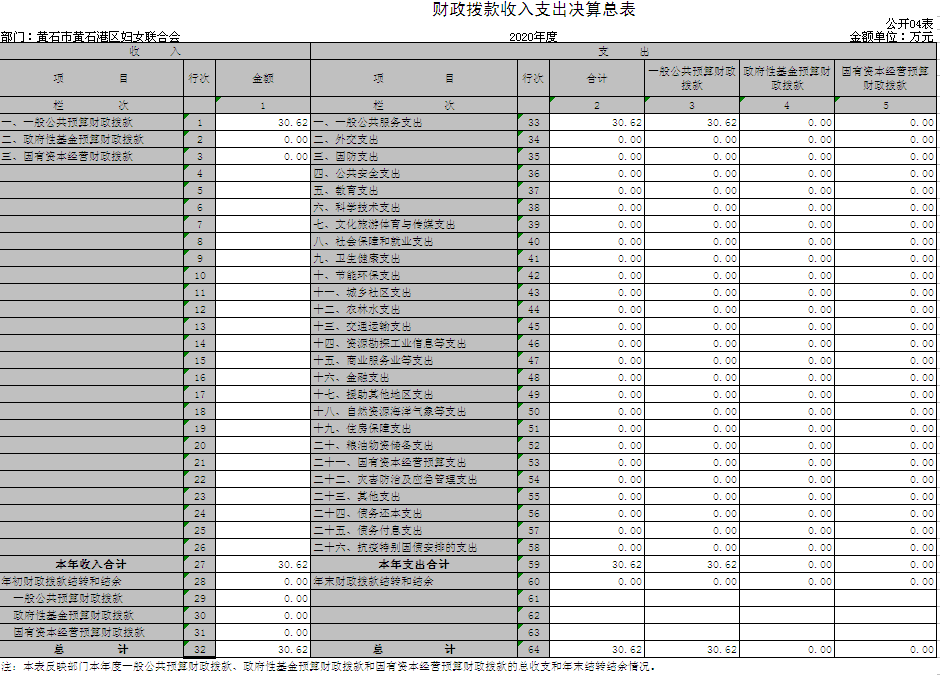 财政拨款收入支出决算总表
公开04表
部门：黄石市黄石港区妇女联合会 2020年度 金额单位：万元
收 入 支 出
项 目 行次 金额 项 目 行次 合计 一般公共预算财政拨款 政府性基金预算财政拨款 国有资本经营预算财政拨款
栏 次 1 栏 次 2 3 4 5
一、一般公共预算财政拨款 1 30.62 一、一般公共服务支出 33 30.62 30.62 0.00 0.00
二、政府性基金预算财政拨款 2 0.00 二、外交支出 34 0.00 0.00 0.00 0.00
三、国有资本经营财政拨款 3 0.00 三、国防支出 35 0.00 0.00 0.00 0.00
4 四、公共安全支出 36 0.00 0.00 0.00 0.00
5 五、教育支出 37 0.00 0.00 0.00 0.00
6 六、科学技术支出 38 0.00 0.00 0.00 0.00
7 七、文化旅游体育与传媒支出 39 0.00 0.00 0.00 0.00
8 八、社会保障和就业支出 40 0.00 0.00 0.00 0.00
9 九、卫生健康支出 41 0.00 0.00 0.00 0.00
10 十、节能环保支出 42 0.00 0.00 0.00 0.00
11 十一、城乡社区支出 43 0.00 0.00 0.00 0.00
12 十二、农林水支出 44 0.00 0.00 0.00 0.00
13 十三、交通运输支出 45 0.00 0.00 0.00 0.00
14 十四、资源勘探工业信息等支出 46 0.00 0.00 0.00 0.00
15 十五、商业服务业等支出 47 0.00 0.00 0.00 0.00
16 十六、金融支出 48 0.00 0.00 0.00 0.00
17 十七、援助其他地区支出 49 0.00 0.00 0.00 0.00
18 十八、自然资源海洋气象等支出 50 0.00 0.00 0.00 0.00
19 十九、住房保障支出 51 0.00 0.00 0.00 0.00
20 二十、粮油物资储备支出 52 0.00 0.00 0.00 0.00
21 二十一、国有资本经营预算支出 53 0.00 0.00 0.00 0.00
22 二十二、灾害防治及应急管理支出 54 0.00 0.00 0.00 0.00
23 二十三、其他支出 55 0.00 0.00 0.00 0.00
24 二十四、债务还本支出 56 0.00 0.00 0.00 0.00
25 二十五、债务付息支出 57 0.00 0.00 0.00 0.00
26 二十六、抗疫特别国债安排的支出 58 0.00 0.00 0.00 0.00
本年收入合计 27 30.62 本年支出合计 59 30.62 30.62 0.00 0.00
年初财政拨款结转和结余 28 0.00 年末财政拨款结转和结余 60 0.00 0.00 0.00 0.00
一般公共预算财政拨款 29 0.00 61
政府性基金预算财政拨款 30 0.00 62
国有资本经营预算财政拨款 31 0.00 63
总 计 32 30.62 总 计 64 30.62 30.62 0.00 0.00
注：本表反映部门本年度一般公共预算财政拨款、政府性基金预算财政拨款和国有资本经营预算财政拨款的总收支和年末结转结余情况。